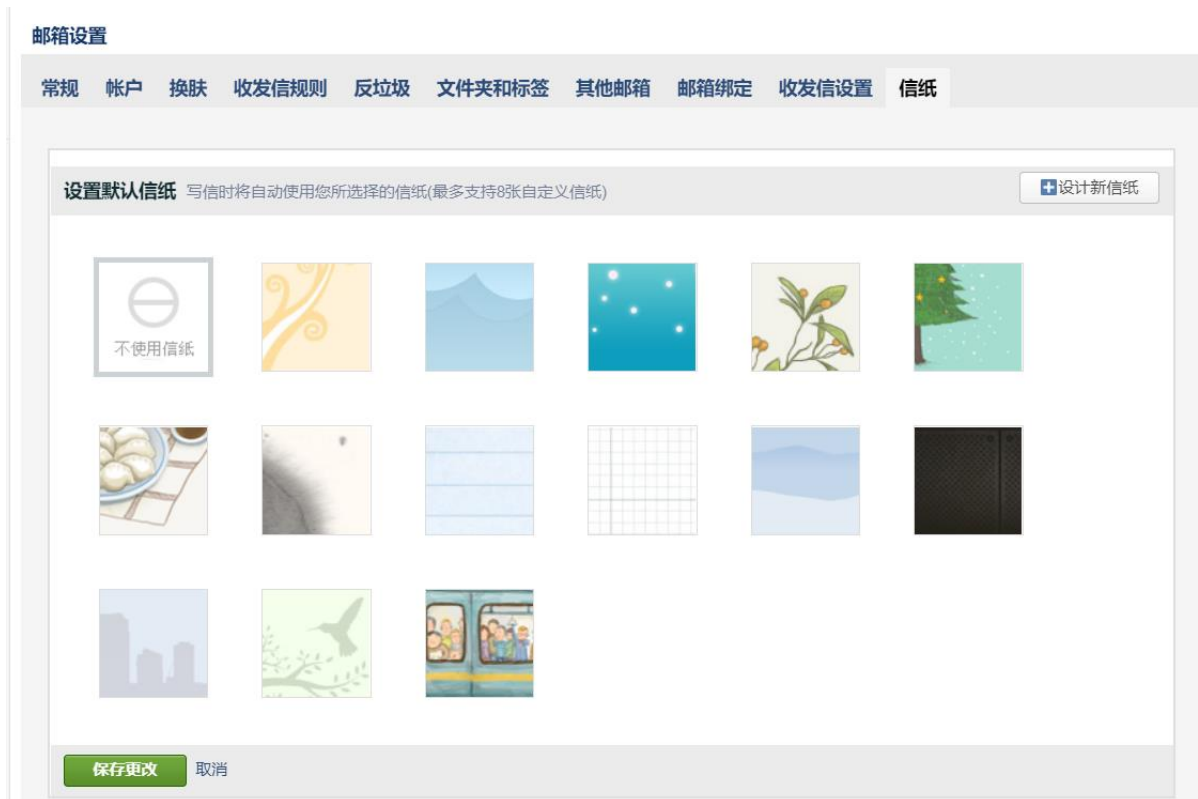 邮箱设置
常规 帐户 换肤 收发信规则 反垃圾 文件夹和标签 其他邮箱 邮箱绑定 收发信设置 信纸
设置默认信纸 写信时将自动使用您所选择的信纸(最多支持8张自定义信纸) 设计新信纸
不使用信紙
保存更改 取消